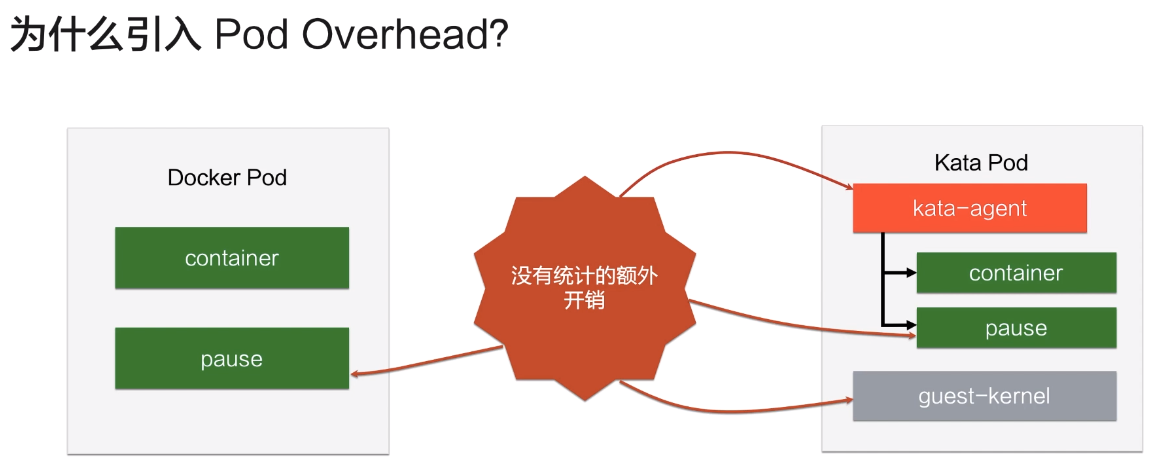 为什么引入 Pod Overhead?
Docker Pod
container
pause
没有统计的额外
开销
Kata Pod
kata-agent
container
pause
guest-kernel